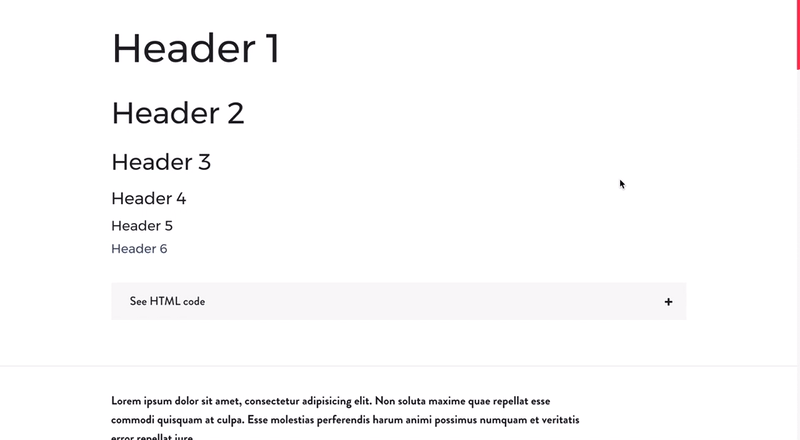 Header 1
Header 2
Header 3
Header 4
Header 5
Header 6
See HTML code +
Lorem ipsum dolor sit amet, consectetur adipisicing elit. Non soluta maxime quae repellat esse
commodi quisquam at culpa. Esse molestias perferendis harum animi possimus numquam et veritatis
error repellat iure